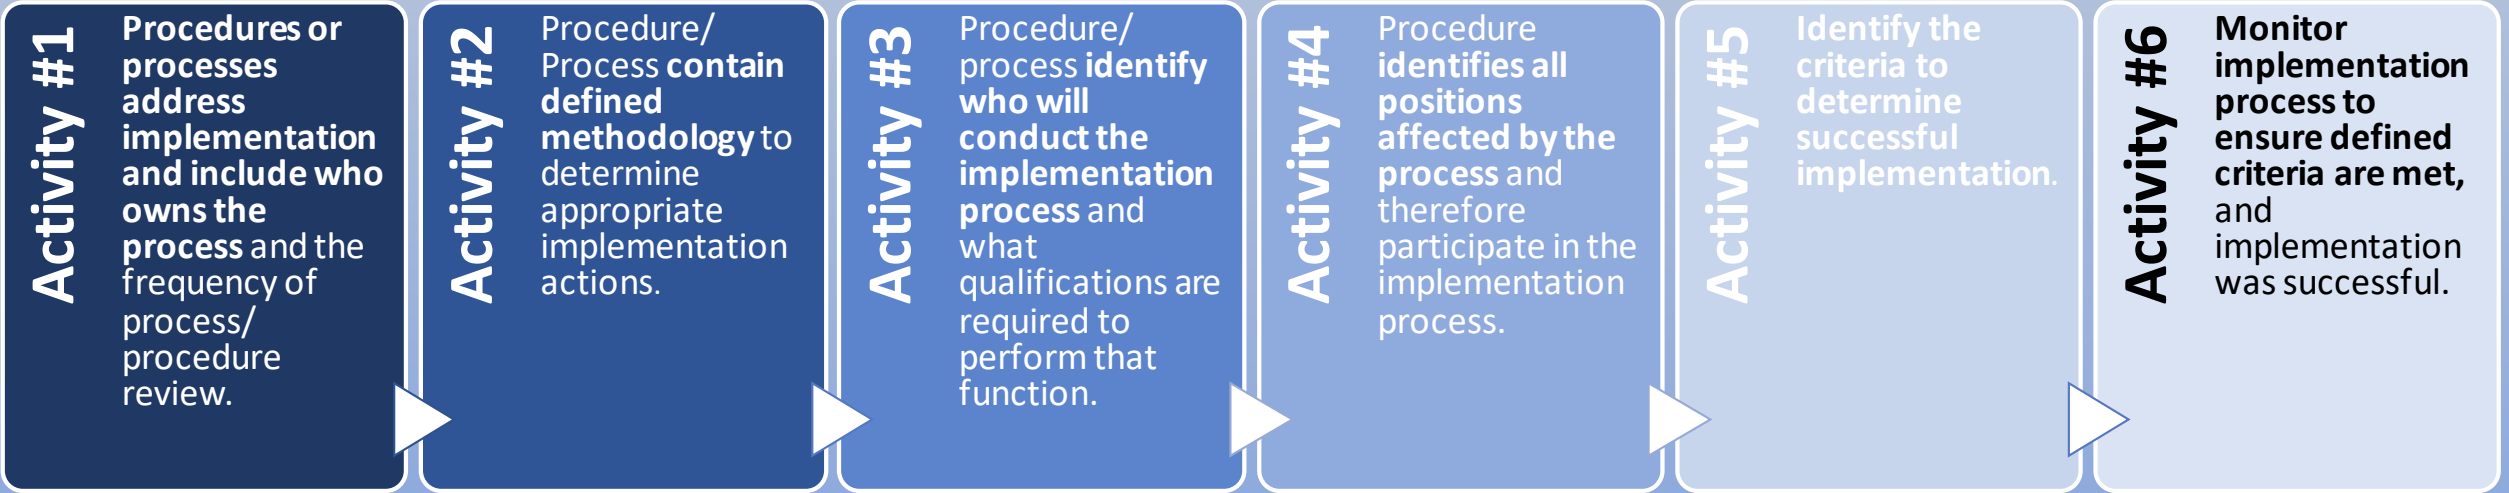 Activity #1
Procedures or
processes
address
implementation
and include who
owns the
process and the
frequency of
process/
procedure
review.
Activity #2
Procedure/
Process contain
defined
methodology to
determine
appropriate
implementation
actions.
Activity #3
Procedure/
process identify
who will
conduct the
implementation
process and
what
qualifications are
required to
perform that
function.
Activity #4
Procedure
identifies all
positions
affected by the
process and
therefore
participate in the
implementation
process.
Activity #5
Identify the
criteria to
determine
successful
implementation.
Activity #6
Monitor
implementation
process to
ensure defined
criteria are met,
and
implementation
was successful.